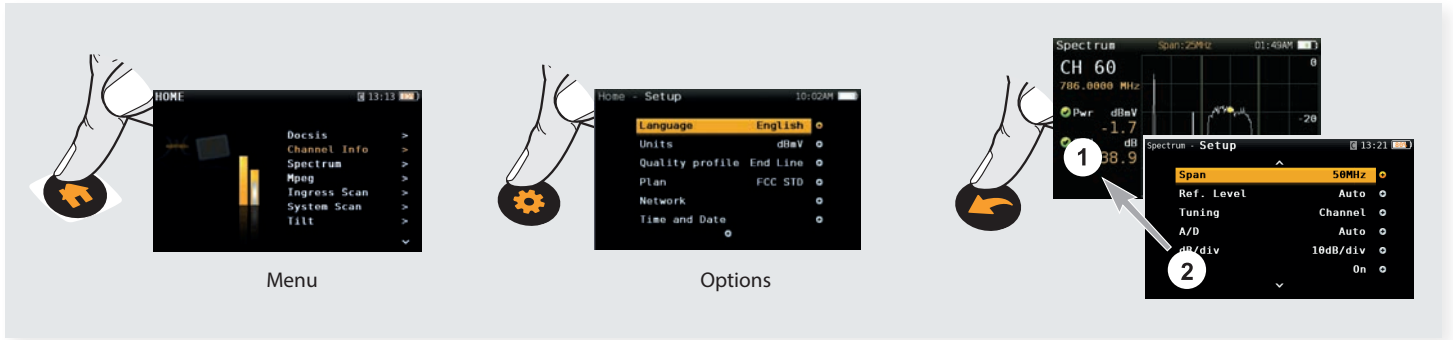 HOME 13:13
Docsis >
Channel Info >
Spectrum >
Mpeg >
Ingress Scan >
System Scan >
Tilt >
Menu
Home - Setup 10:02AM
Language English
Units dBmV
Quality profile End Line
Plan FCC STD
Network
Time and Date
Options
Spectrum Span:25MHz 01:49AM
CH 60
786.0000 MHz
Pwr dBmV
-1.7
dB
38.9
0
-20
1
Spectrum - Setup 13:21
Span 50MHz
Ref. Level Auto
Tuning Channel
A/D Auto
dB/div 10dB/div
On
2